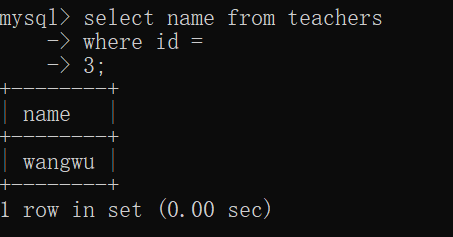 mysql> select name from teachers
    -> where id =
    -> 3;
+--------+
| name   |
+--------+
| wangwu |
+--------+
1 row in set (0.00 sec)